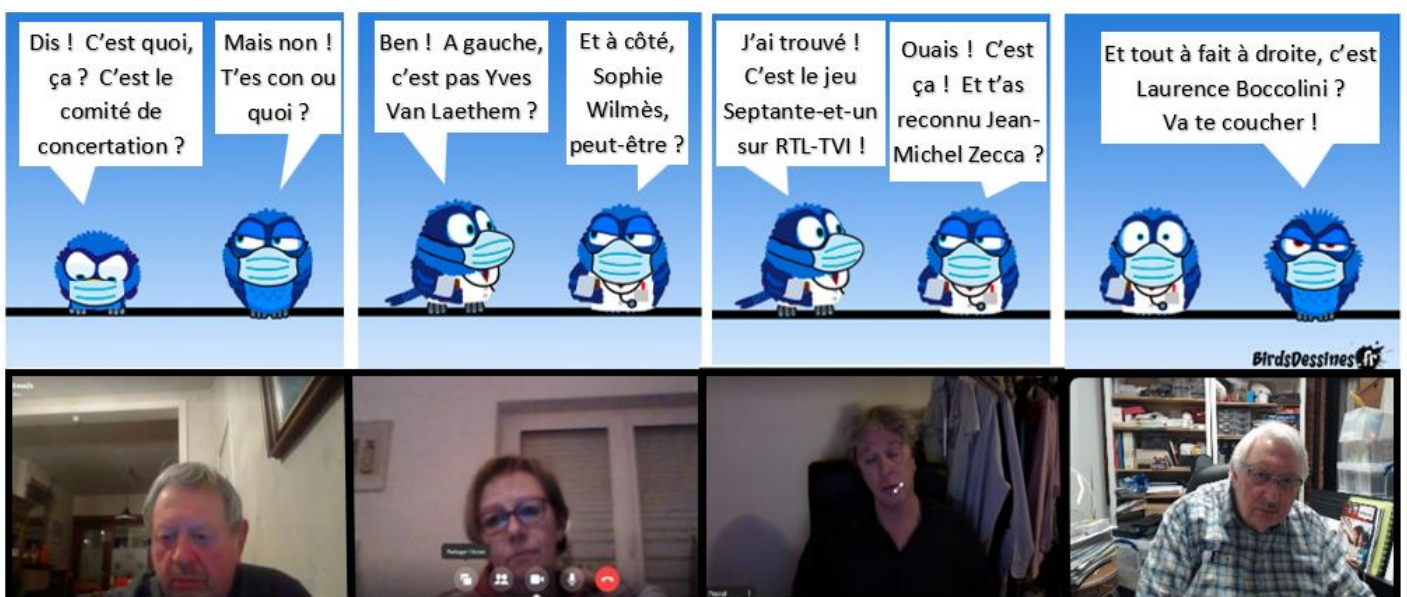 Dis ! C'est quoi,
ça ? C'est le
comité de
concertation ?
Mais non !
T'es con ou
quoi ?
Ben ! A gauche,
c'est pas Yves
Van Laethem ?
Et à côté,
Sophie
Wilmès,
peut-être ?
J'ai trouvé !
C'est le jeu
Septante-et-un
sur RTL-TVI !
Ouais ! C'est
ça ! Et t'as
reconnu Jean-
Michel Zecca ?
Et tout à fait à droite, c'est
Laurence Boccolini ?
Va te coucher !
BirdsDessines.fr
Partager l'écran
Pascal